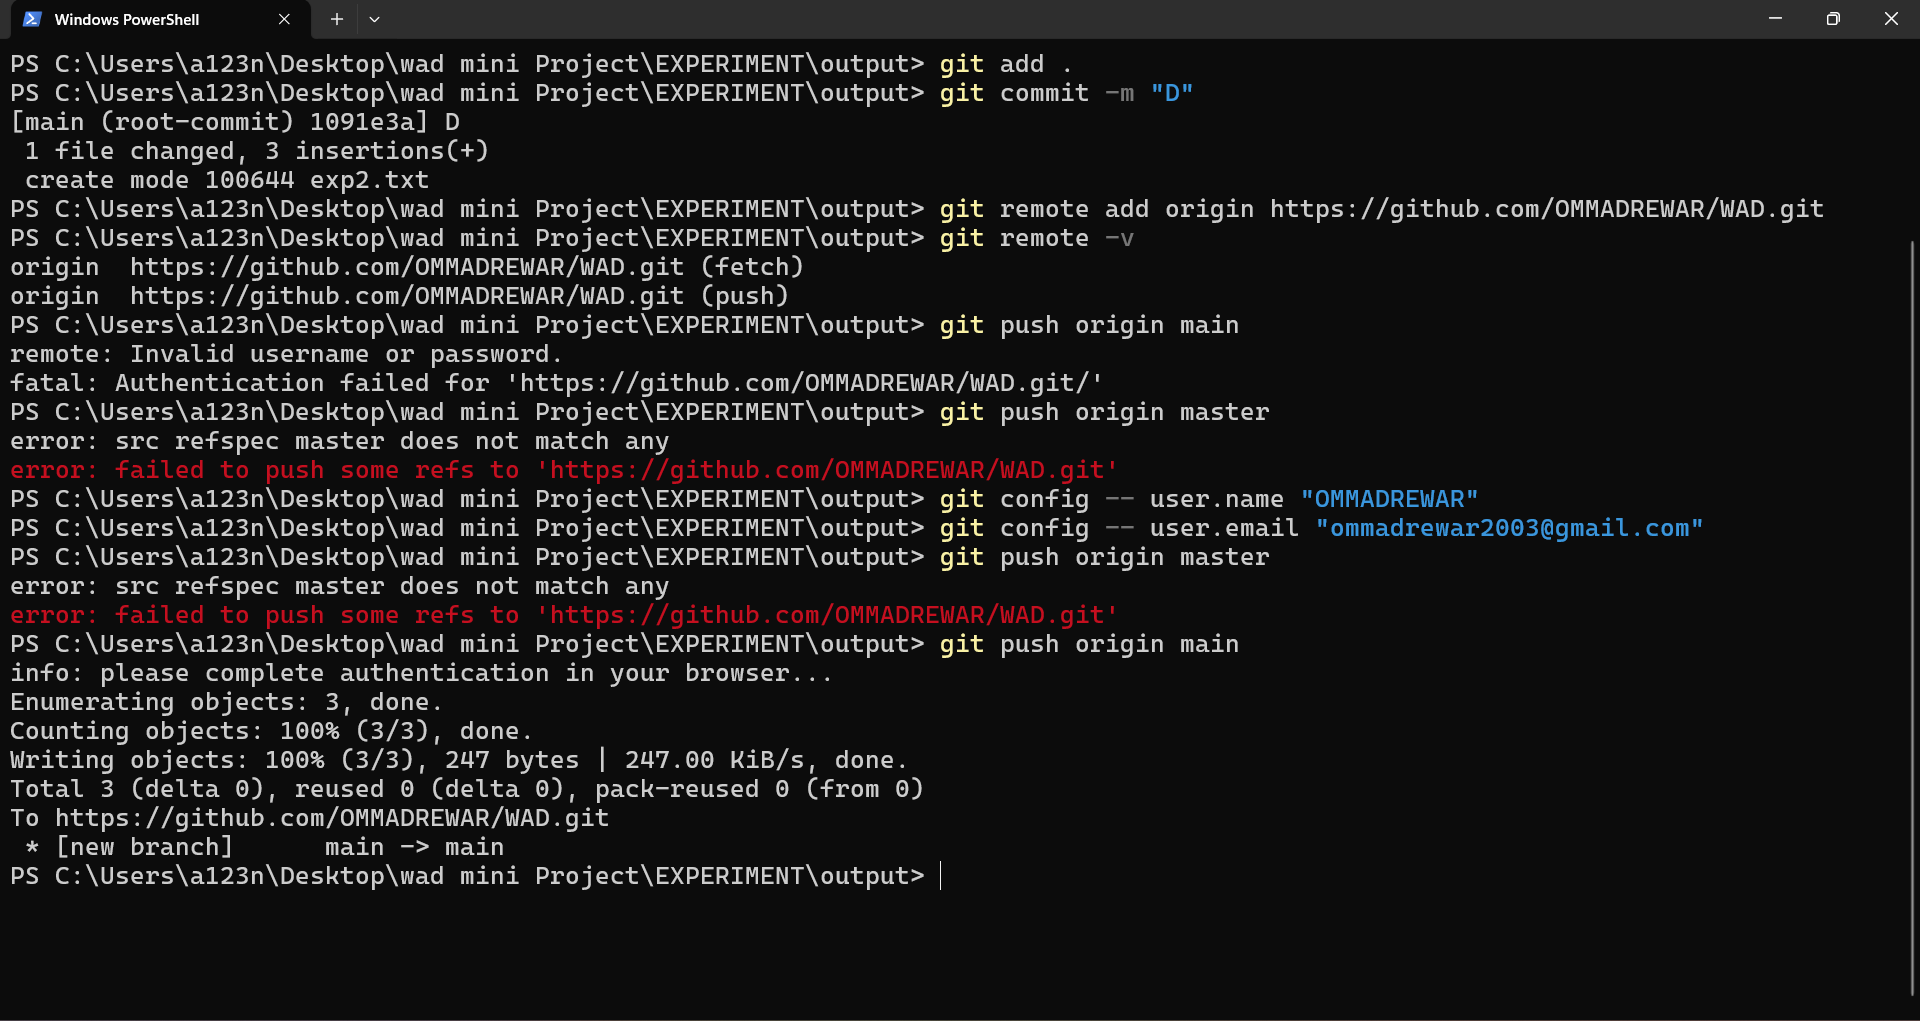 Windows PowerShell
PS C:\Users\a123n\Desktop\wad mini Project\EXPERIMENT\output> git add .
PS C:\Users\a123n\Desktop\wad mini Project\EXPERIMENT\output> git commit -m "D"
[main (root-commit) 1091e3a] D
 1 file changed, 3 insertions(+)
 create mode 100644 exp2.txt
PS C:\Users\a123n\Desktop\wad mini Project\EXPERIMENT\output> git remote add origin https://github.com/OMMADREWAR/WAD.git
PS C:\Users\a123n\Desktop\wad mini Project\EXPERIMENT\output> git remote -v
origin  https://github.com/OMMADREWAR/WAD.git (fetch)
origin  https://github.com/OMMADREWAR/WAD.git (push)
PS C:\Users\a123n\Desktop\wad mini Project\EXPERIMENT\output> git push origin main
remote: Invalid username or password.
fatal: Authentication failed for 'https://github.com/OMMADREWAR/WAD.git/'
PS C:\Users\a123n\Desktop\wad mini Project\EXPERIMENT\output> git push origin master
error: src refspec master does not match any
error: failed to push some refs to 'https://github.com/OMMADREWAR/WAD.git'
PS C:\Users\a123n\Desktop\wad mini Project\EXPERIMENT\output> git config -- user.name "OMMADREWAR"
PS C:\Users\a123n\Desktop\wad mini Project\EXPERIMENT\output> git config -- user.email "ommadrewar2003@gmail.com"
PS C:\Users\a123n\Desktop\wad mini Project\EXPERIMENT\output> git push origin master
error: src refspec master does not match any
error: failed to push some refs to 'https://github.com/OMMADREWAR/WAD.git'
PS C:\Users\a123n\Desktop\wad mini Project\EXPERIMENT\output> git push origin main
info: please complete authentication in your browser...
Enumerating objects: 3, done.
Counting objects: 100% (3/3), done.
Writing objects: 100% (3/3), 247 bytes | 247.00 KiB/s, done.
Total 3 (delta 0), reused 0 (delta 0), pack-reused 0 (from 0)
To https://github.com/OMMADREWAR/WAD.git
 * [new branch]      main -> main
PS C:\Users\a123n\Desktop\wad mini Project\EXPERIMENT\output>